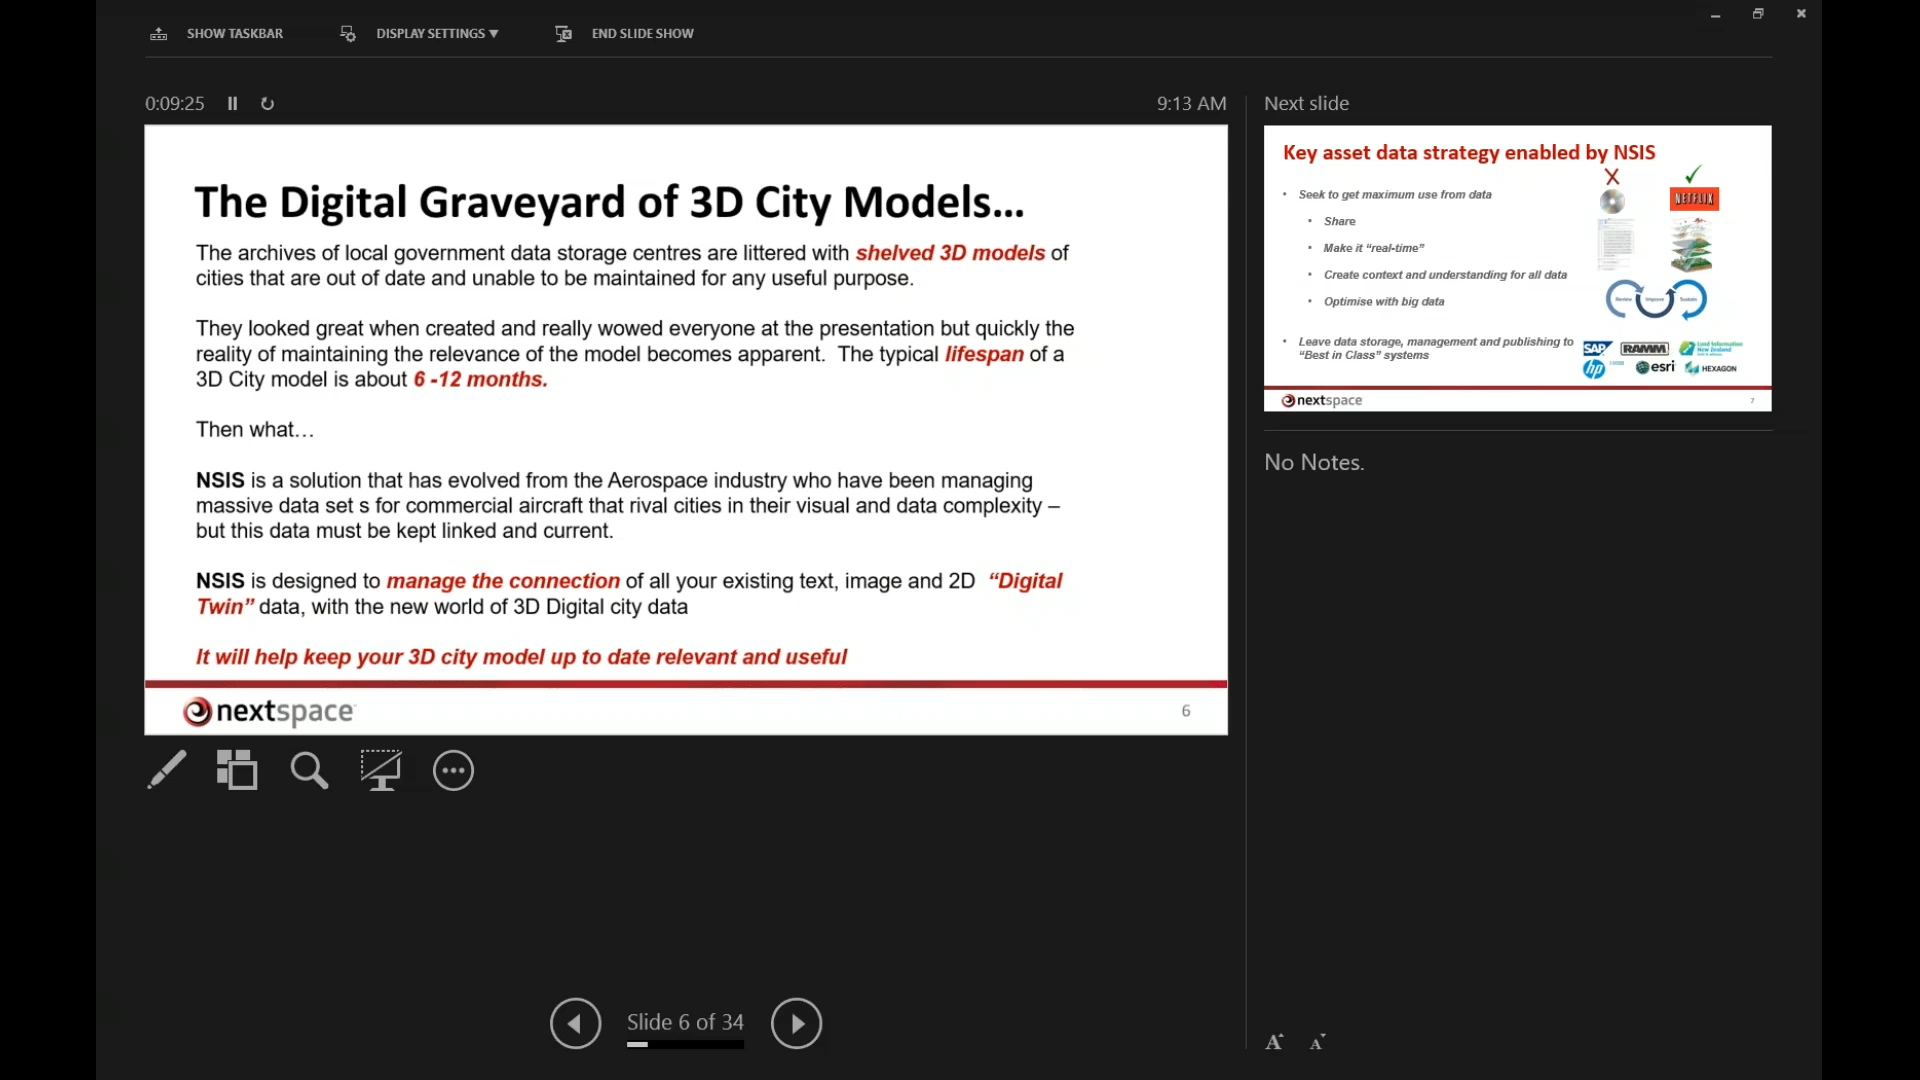 SHOW TASKBAR
DISPLAY SETTINGS ▼
END SLIDE SHOW
0:09:25
9:13 AM
The Digital Graveyard of 3D City Models...
The archives of local government data storage centres are littered with shelved 3D models of
cities that are out of date and unable to be maintained for any useful purpose.
They looked great when created and really wowed everyone at the presentation but quickly the
reality of maintaining the relevance of the model becomes apparent. The typical lifespan of a
3D City model is about 6 -12 months.
Then what…
NSIS is a solution that has evolved from the Aerospace industry who have been managing
massive data set s for commercial aircraft that rival cities in their visual and data complexity –
but this data must be kept linked and current.
NSIS is designed to manage the connection of all your existing text, image and 2D “Digital
Twin” data, with the new world of 3D Digital city data
It will help keep your 3D city model up to date relevant and useful
nextspace
6
Slide 6 of 34
Next slide
Key asset data strategy enabled by NSIS
• Seek to get maximum use from data
• Share
• Make it “real-time”
• Create context and understanding for all data
• Optimise with big data
• Leave data storage, management and publishing to
“Best in Class” systems
NETFLIX
Review
Improve
Sustain
SAP
RAMM
Land Information
New Zealand
hp
esri
HEXAGON
nextspace
7
No Notes.
A
A